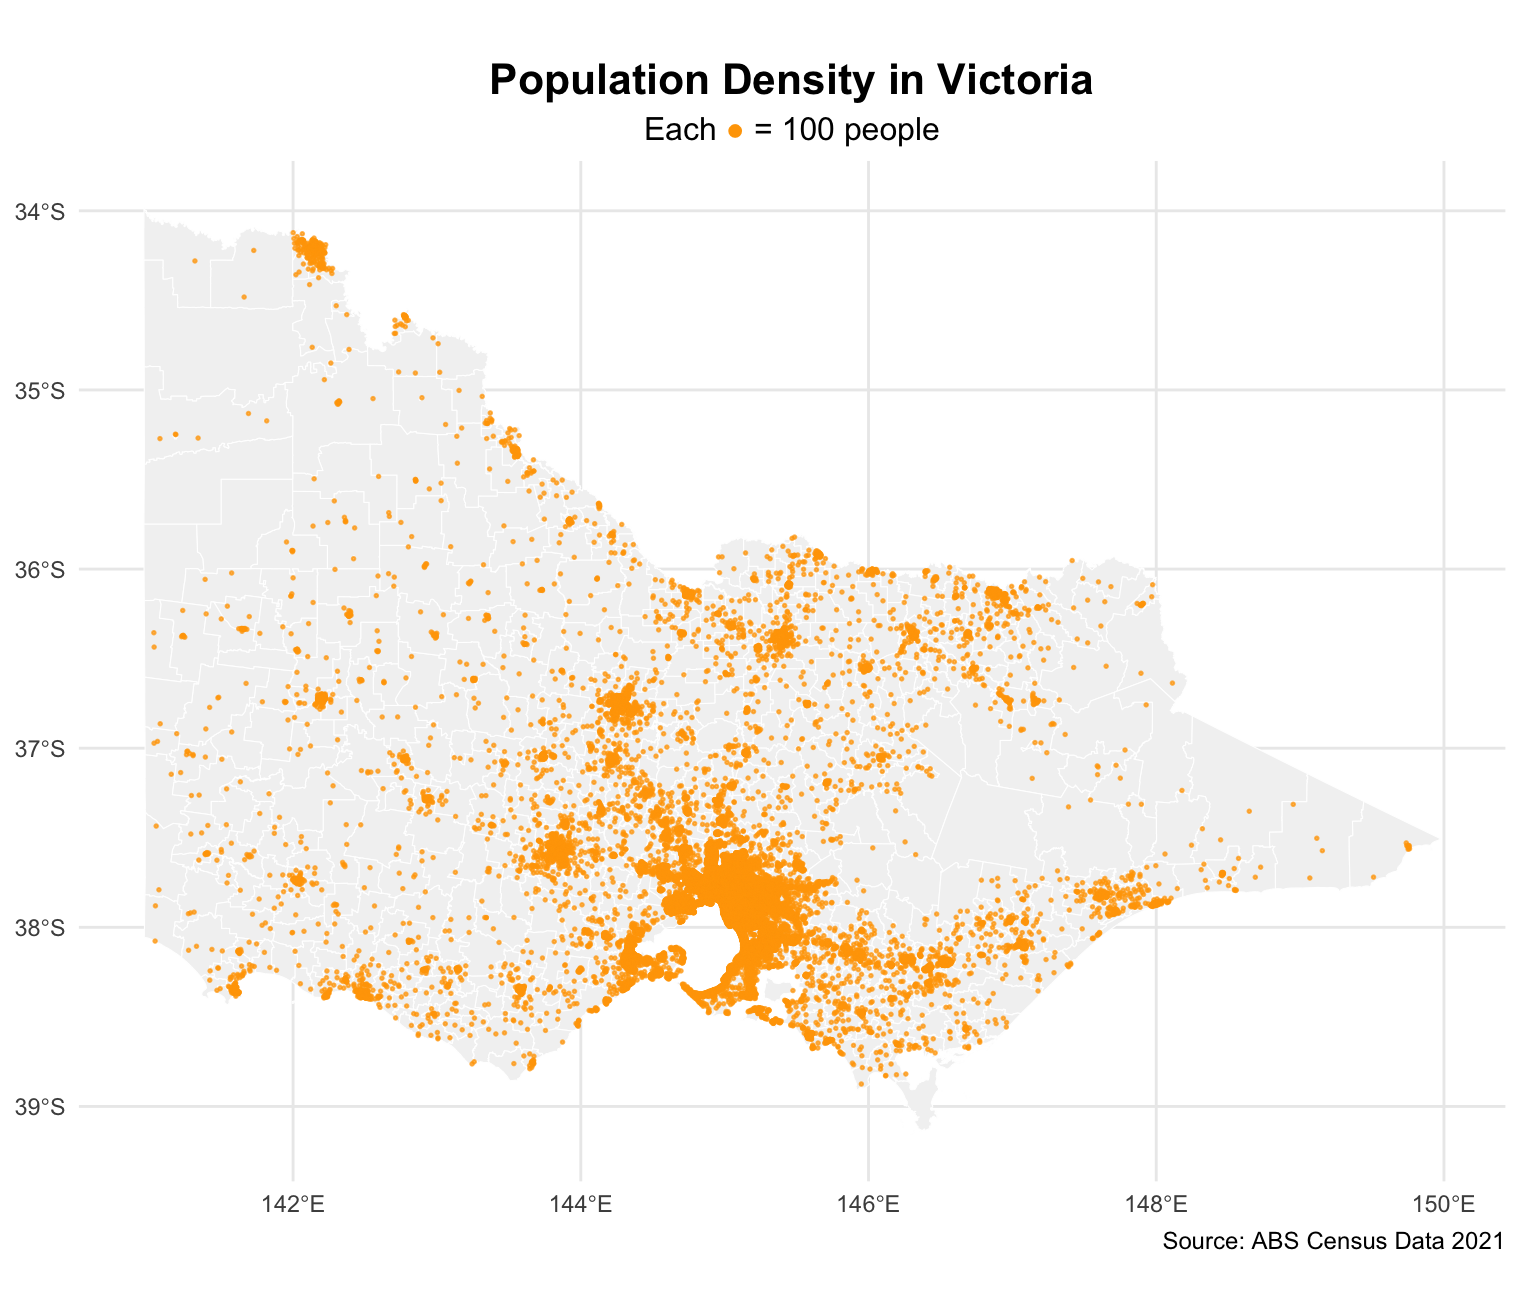 Population Density in Victoria
Each ● = 100 people
34°S
35°S
36°S
37°S
38°S
39°S
142°E 144°E 146°E 148°E 150°E
Source: ABS Census Data 2021